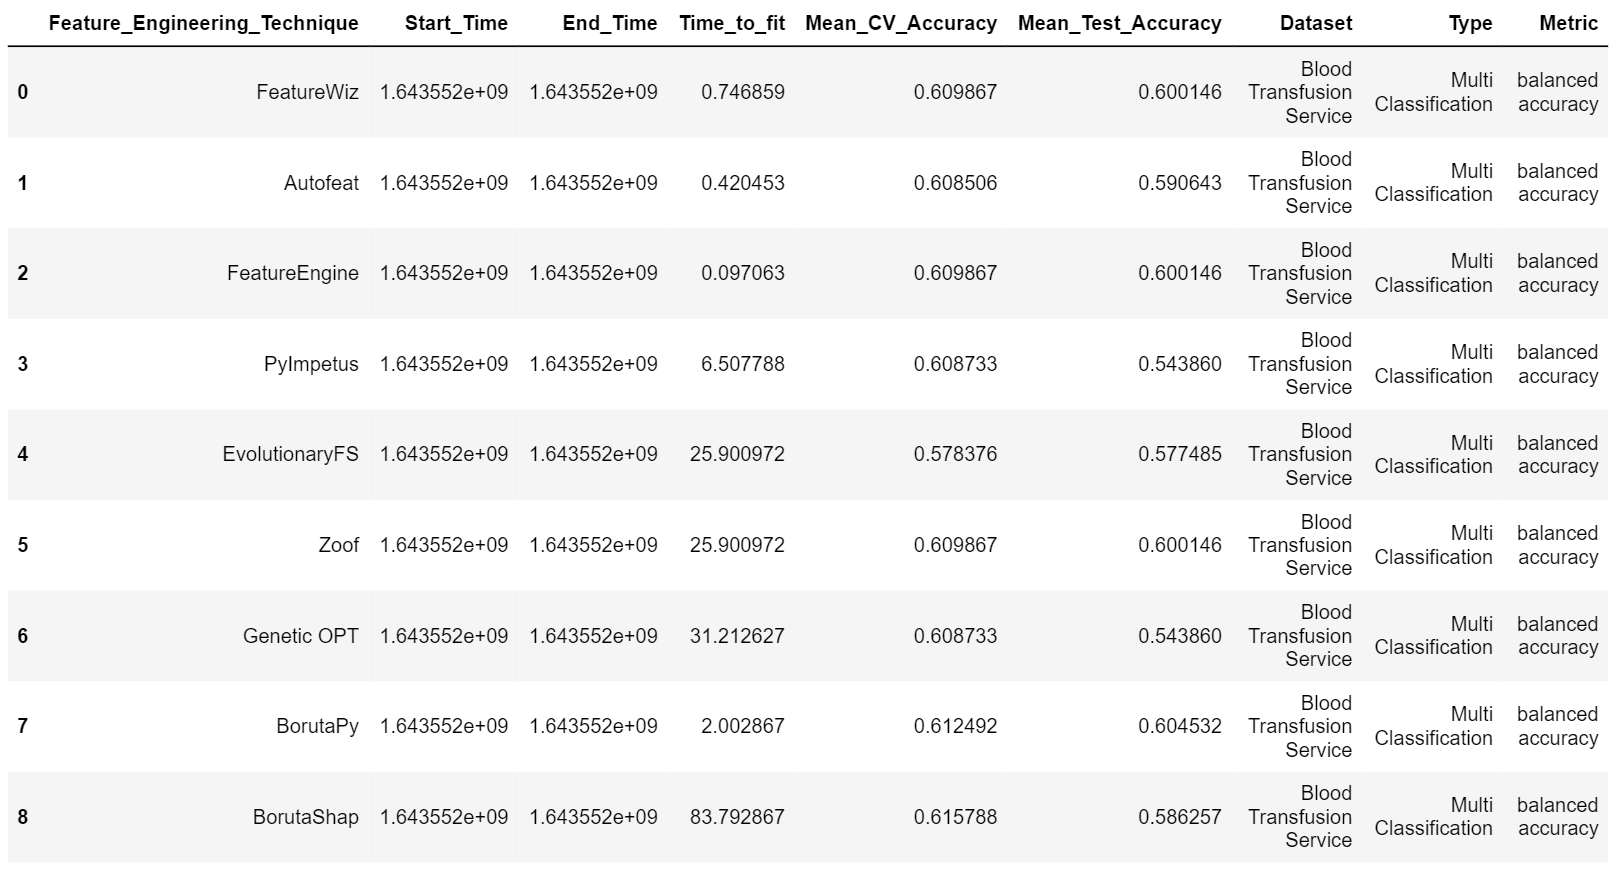 Feature_Engineering_Technique Start_Time End_Time Time_to_fit Mean_CV_Accuracy Mean_Test_Accuracy Dataset Type Metric
0 FeatureWiz 1.643552e+09 1.643552e+09 0.746859 0.609867 0.600146 Blood Transfusion Service Multi Classification balanced accuracy
1 Autofeat 1.643552e+09 1.643552e+09 0.420453 0.608506 0.590643 Blood Transfusion Service Multi Classification balanced accuracy
2 FeatureEngine 1.643552e+09 1.643552e+09 0.097063 0.609867 0.600146 Blood Transfusion Service Multi Classification balanced accuracy
3 PyImpetus 1.643552e+09 1.643552e+09 6.507788 0.608733 0.543860 Blood Transfusion Service Multi Classification balanced accuracy
4 EvolutionaryFS 1.643552e+09 1.643552e+09 25.900972 0.578376 0.577485 Blood Transfusion Service Multi Classification balanced accuracy
5 Zoof 1.643552e+09 1.643552e+09 25.900972 0.609867 0.600146 Blood Transfusion Service Multi Classification balanced accuracy
6 Genetic OPT 1.643552e+09 1.643552e+09 31.212627 0.608733 0.543860 Blood Transfusion Service Multi Classification balanced accuracy
7 BorutaPy 1.643552e+09 1.643552e+09 2.002867 0.612492 0.604532 Blood Transfusion Service Multi Classification balanced accuracy
8 BorutaShap 1.643552e+09 1.643552e+09 83.792867 0.615788 0.586257 Blood Transfusion Service Multi Classification balanced accuracy